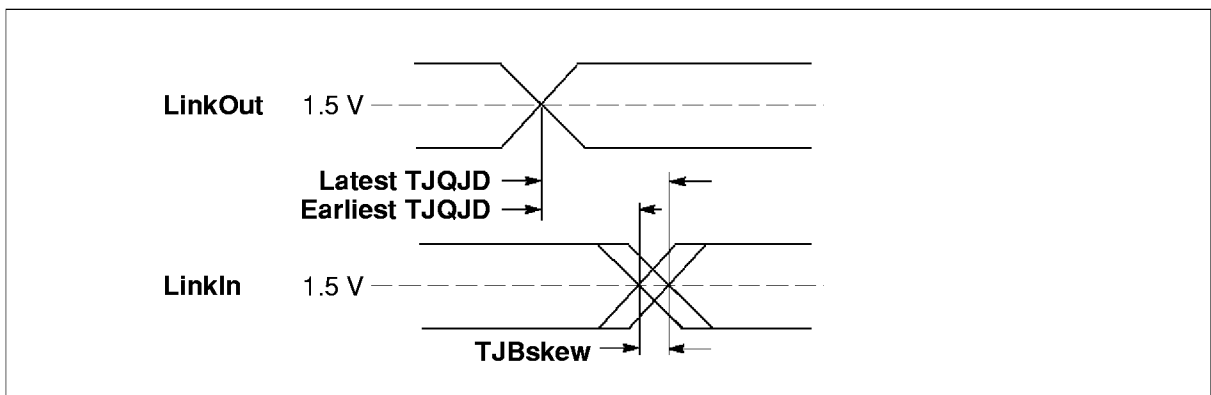 LinkOut 1.5 V
Latest TJQJD
Earliest TJQJD
LinkIn 1.5 V
TJBskew